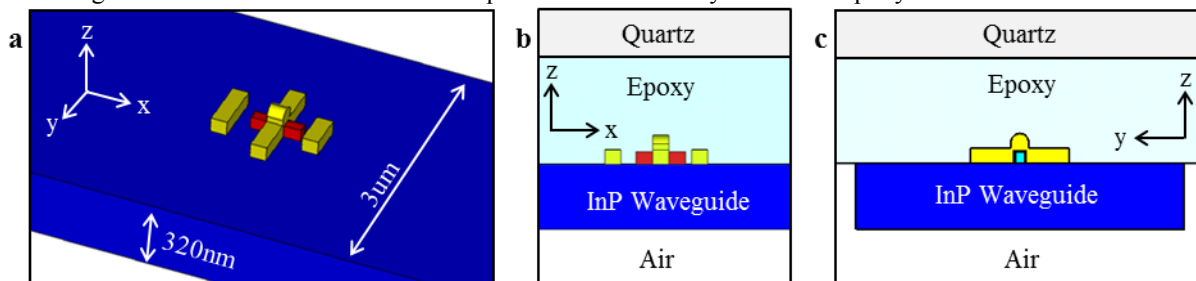 a
z
x
y
3um
320nm
b
Quartz
z
Epoxy
x
InP Waveguide
Air
c
Quartz
Epoxy
z
y
InP Waveguide
Air